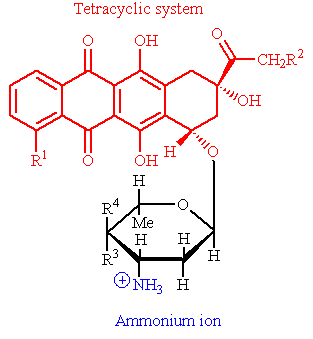 Tetracyclic system
O OH O
CH₂R²
OH
R¹ O OH H O
H
R⁴ O
Me
H H
R³
H
⊕ NH₃ H
Ammonium ion